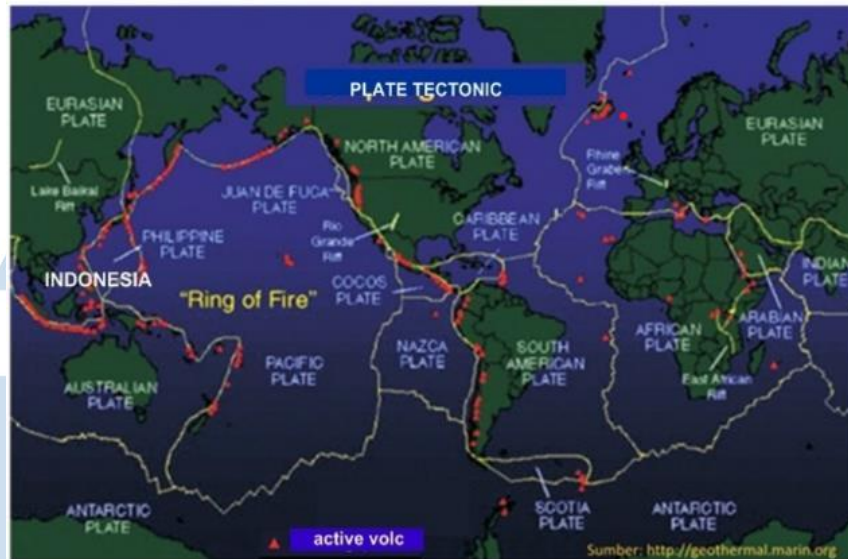 PLATE TECTONIC
EURASIAN
PLATE
NORTH AMERICAN
PLATE
EURASIAN
PLATE
Rhine
Graben
Rift
Lake Baikal
Rift
JUAN DE FUCA
PLATE
CARIBBEAN
PLATE
PHILIPPINE
PLATE
Rio
Grande
Rift
INDONESIA
COCOS
PLATE
INDIAN
PLATE
"Ring of Fire"
ARABIAN
PLATE
NAZCA
PLATE
SOUTH
AMERICAN
PLATE
AFRICAN
PLATE
PACIFIC
PLATE
East African
Rift
AUSTRALIAN
PLATE
ANTARCTIC
PLATE
SCOTIA
PLATE
ANTARCTIC
PLATE
active volc
Sumber: http://geothermal.marin.org